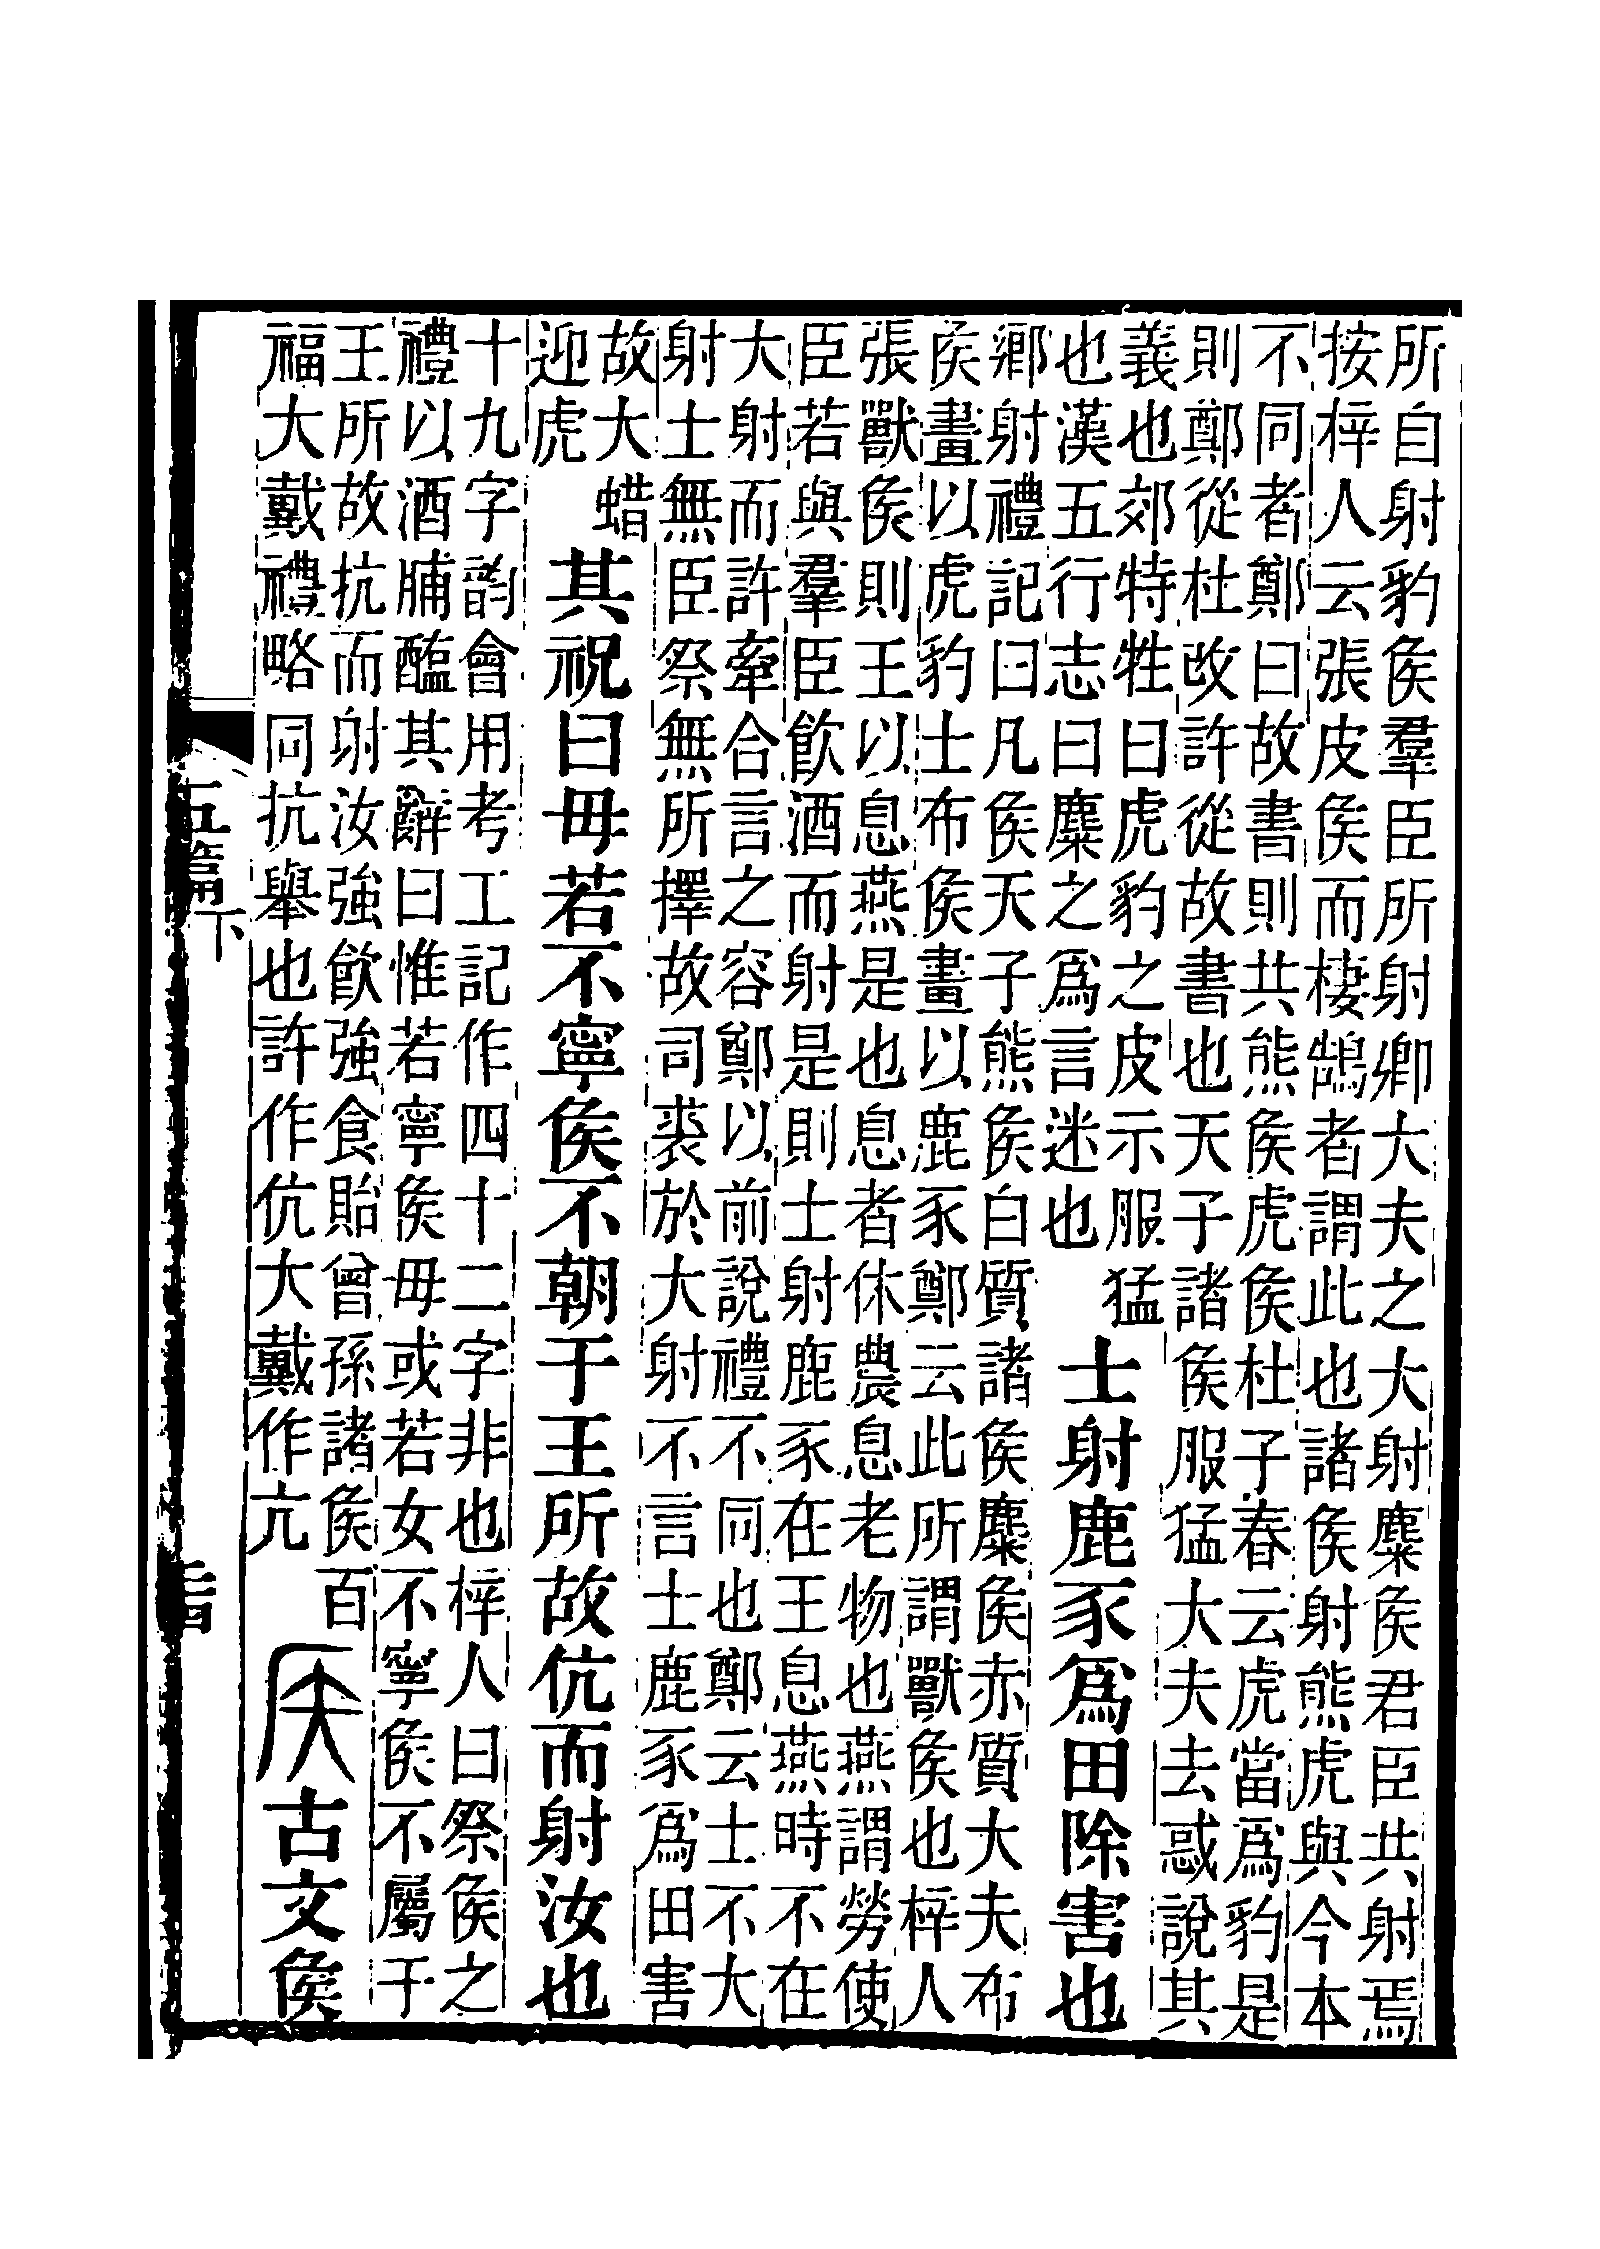 所自射豹矦羣臣所射卿大夫之大射麋矦君臣共射焉
按梓人云張皮矦而棲鵠者謂此也諸矦射熊虎與今本
不同者鄭曰故書則共熊矦虎矦杜子春云虎當爲豹是
則鄭從杜改許從故書也天子諸矦服猛大夫去惑說其
義也郊特牲曰虎豹之皮示服猛
也漢五行志曰麋之爲言迷也
士射鹿豕爲田除害也
鄉射禮記曰凡矦天子熊矦白質諸矦麋矦赤質大夫布
矦畫以虎豹士布矦畫以鹿豕鄭云此所謂獸矦也梓人
張獸矦則王以息燕是也息者休農息老物也燕謂勞使
臣若與羣臣飮酒而射是則士射鹿豕在王息燕時不在
大射而許牽合言之容鄭以前說禮不同也鄭云士不大
射士無臣祭無所擇故司裘於大射不言士鹿豕爲田害
故大蜡
迎虎
其祝曰毋若不寧矦不朝于王所故伉而射汝也
十九字韵會用考工記作四十二字非也梓人曰祭矦之
禮以酒脯醢其辭曰惟若寧矦毋或若女不寧矦不屬于
王所故抗而射汝強飮強食貽曾孫諸矦百
福大戴禮略同抗舉也許作伉大戴作亢
𥎦古文矦
五篇下